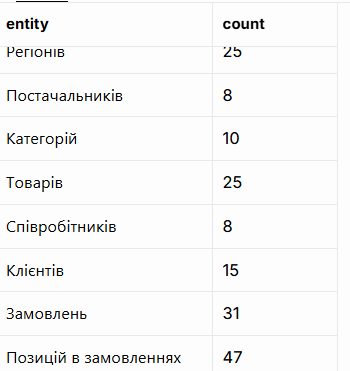 entity count
Регіонів 25
Постачальників 8
Категорій 10
Товарів 25
Співробітників 8
Клієнтів 15
Замовлень 31
Позицій в замовленнях 47